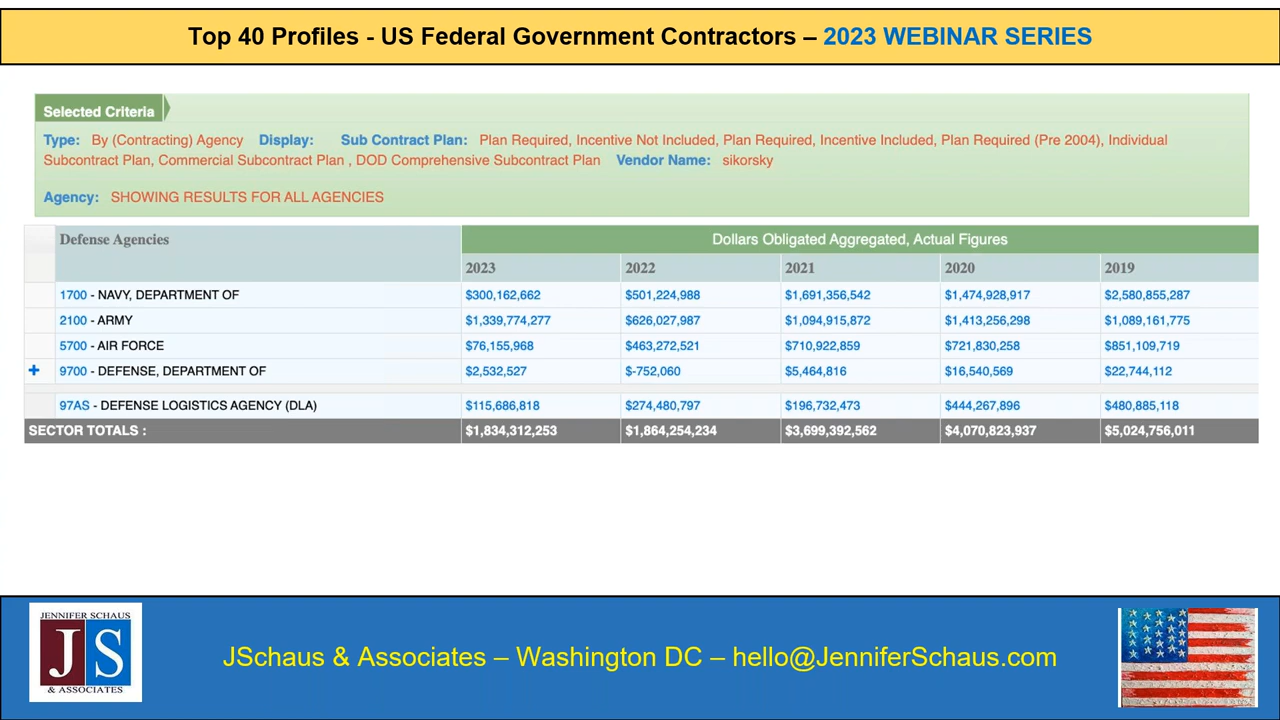 Top 40 Profiles - US Federal Government Contractors – 2023 WEBINAR SERIES
Selected Criteria
Type: By (Contracting) Agency Display: Sub Contract Plan: Plan Required, Incentive Not Included, Plan Required, Incentive Included, Plan Required (Pre 2004), Individual
Subcontract Plan, Commercial Subcontract Plan , DOD Comprehensive Subcontract Plan Vendor Name: sikorsky
Agency: SHOWING RESULTS FOR ALL AGENCIES
Defense Agencies Dollars Obligated Aggregated, Actual Figures
2023 2022 2021 2020 2019
1700 - NAVY, DEPARTMENT OF $300,162,662 $501,224,988 $1,691,356,542 $1,474,928,917 $2,580,855,287
2100 - ARMY $1,339,774,277 $626,027,987 $1,094,915,872 $1,413,256,298 $1,089,161,775
5700 - AIR FORCE $76,155,968 $463,272,521 $710,922,859 $721,830,258 $851,109,719
+ 9700 - DEFENSE, DEPARTMENT OF $2,532,527 $-752,060 $5,464,816 $16,540,569 $22,744,112
97AS - DEFENSE LOGISTICS AGENCY (DLA) $115,686,818 $274,480,797 $196,732,473 $444,267,896 $480,885,118
SECTOR TOTALS : $1,834,312,253 $1,864,254,234 $3,699,392,562 $4,070,823,937 $5,024,756,011
JENNIFER SCHAUS
JS
& ASSOCIATES
JSchaus & Associates – Washington DC – hello@JenniferSchaus.com